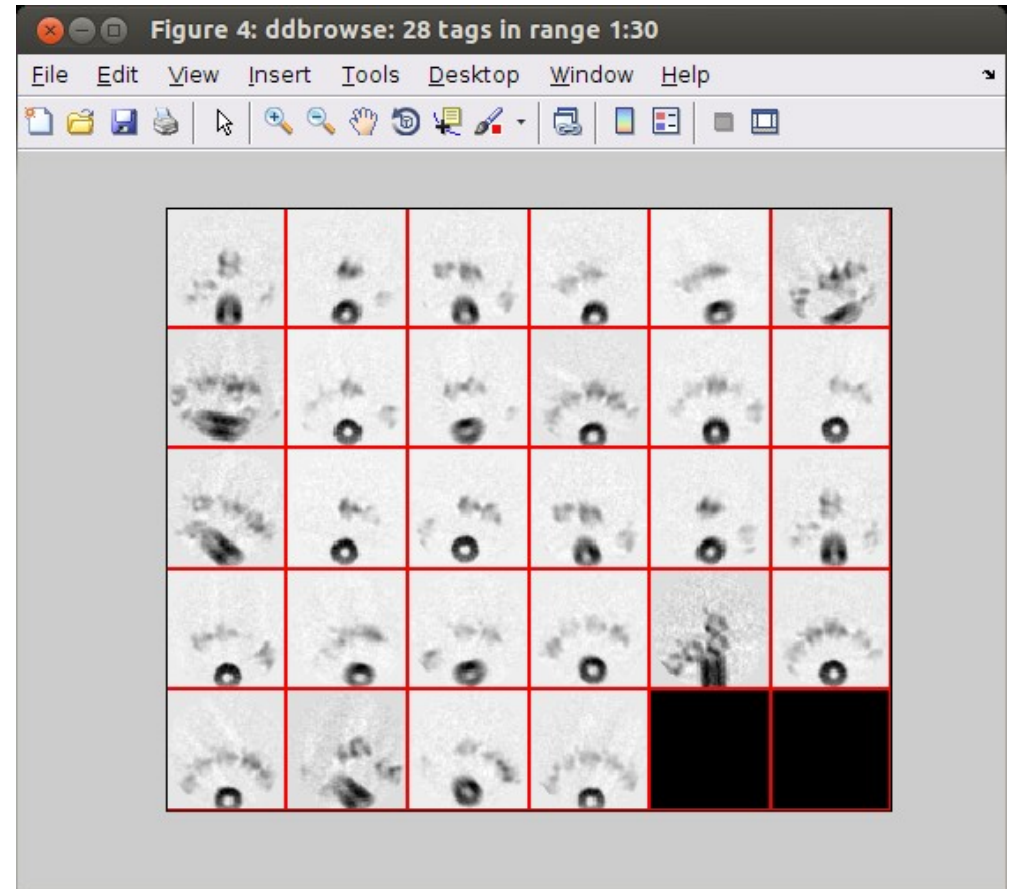 Figure 4: ddbrowse: 28 tags in range 1:30
File Edit View Insert Tools Desktop Window Help